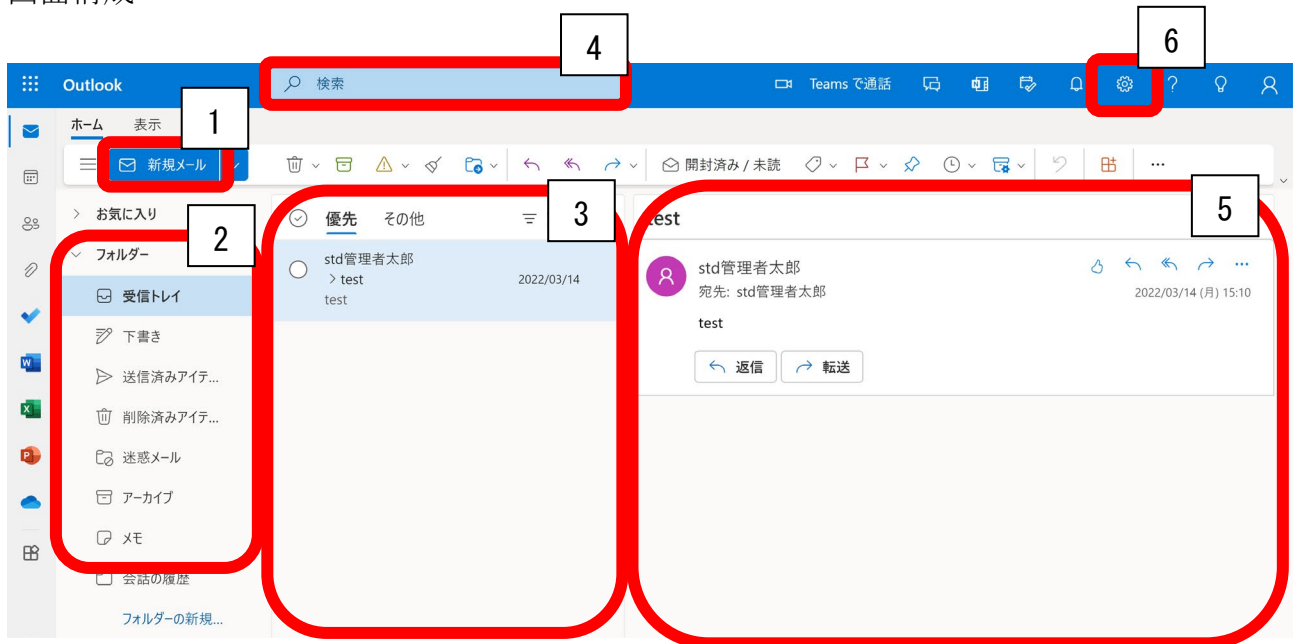 画面構成
4
6
Outlook
検索
Teams で通話
1
ホーム 表示
新規メール
開封済み / 未読
お気に入り
優先 その他
3
test
5
2
フォルダー
std管理者太郎
> test 2022/03/14
test
std管理者太郎
宛先: std管理者太郎
2022/03/14 (月) 15:10
test
返信 転送
受信トレイ
下書き
送信済みアイテ...
削除済みアイテ...
迷惑メール
アーカイブ
メモ
会話の履歴
フォルダーの新規...